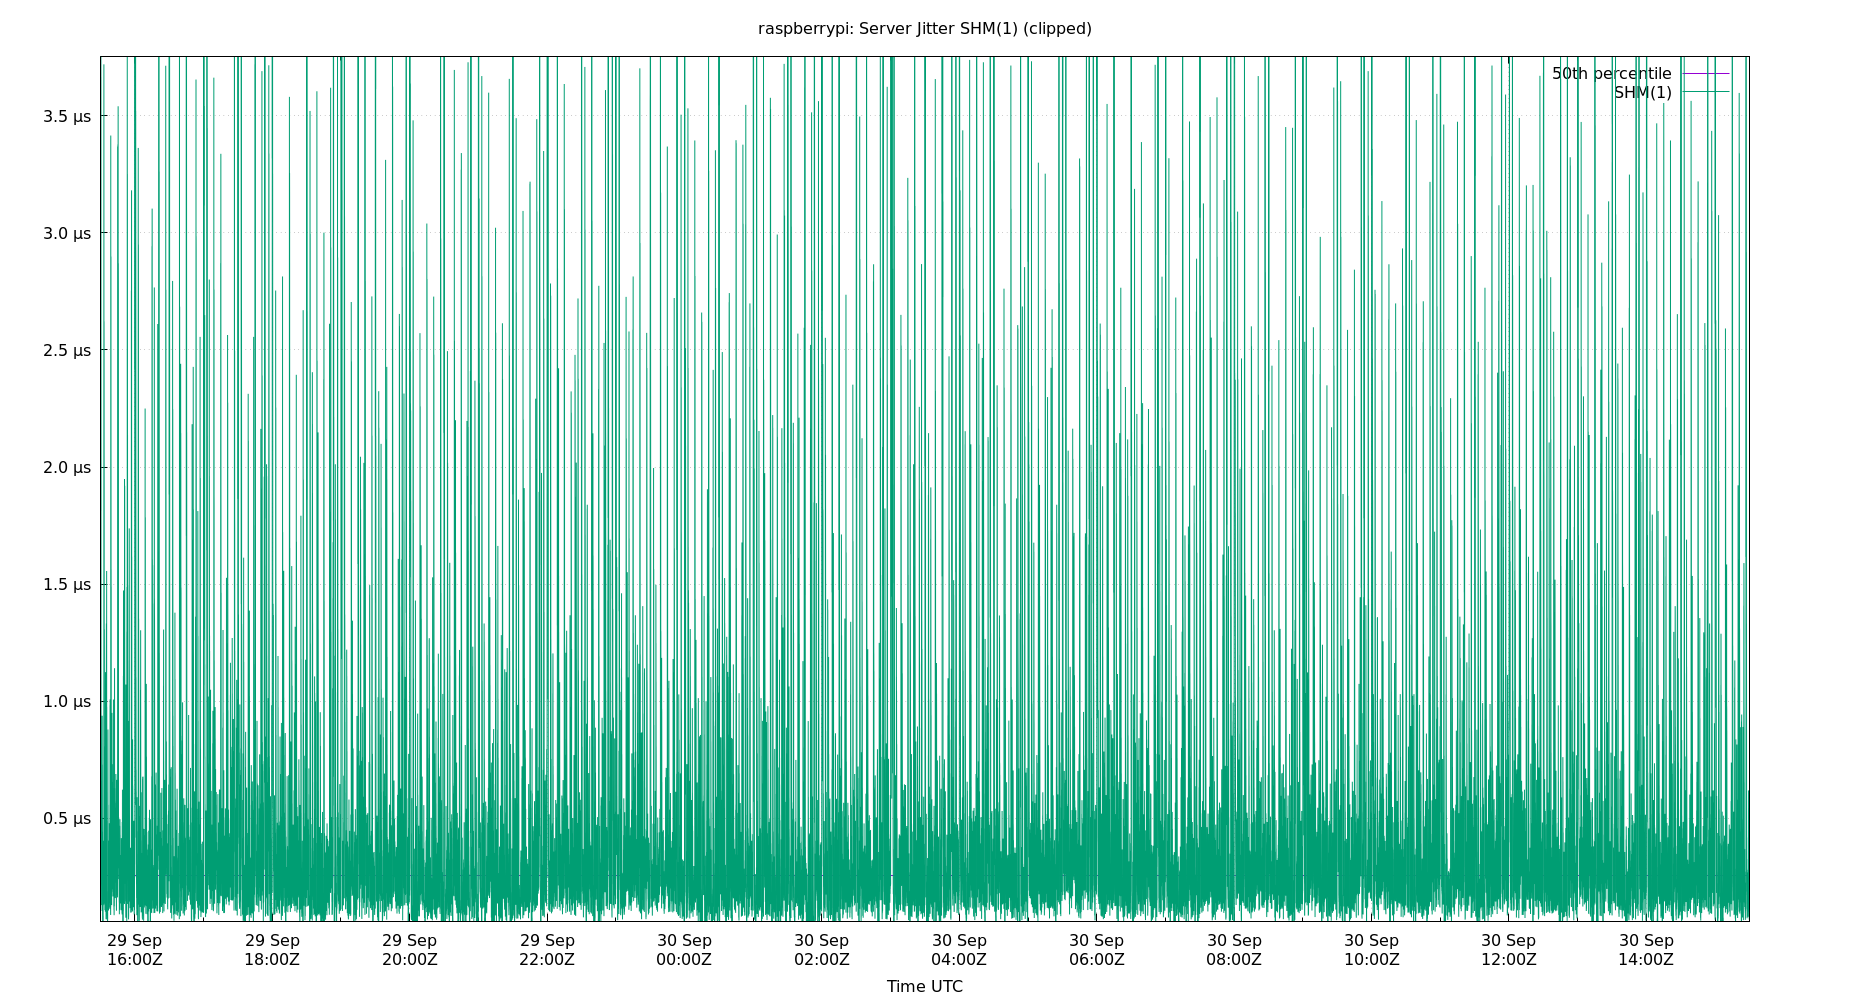 raspberrypi: Server Jitter SHM(1) (clipped)
50th percentile
SHM(1)
3.5 µs
3.0 µs
2.5 µs
2.0 µs
1.5 µs
1.0 µs
0.5 µs
29 Sep 29 Sep 29 Sep 29 Sep 30 Sep 30 Sep 30 Sep 30 Sep 30 Sep 30 Sep 30 Sep 30 Sep
16:00Z 18:00Z 20:00Z 22:00Z 00:00Z 02:00Z 04:00Z 06:00Z 08:00Z 10:00Z 12:00Z 14:00Z
Time UTC